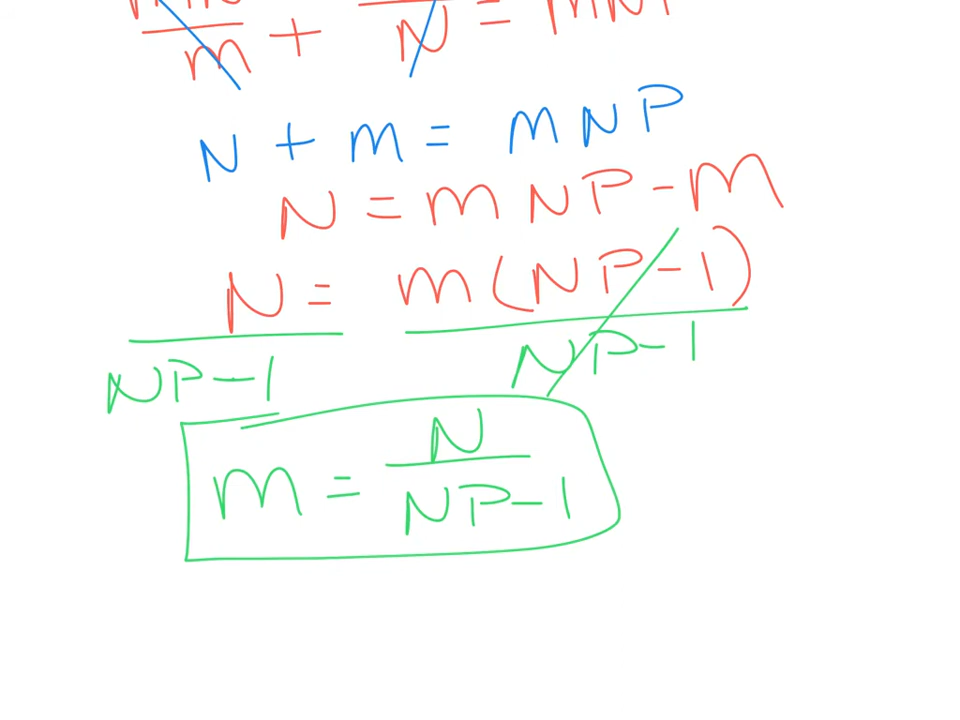 m + N =
N + m = mNP
N = mNP - m
N = m(NP - 1)
NP - 1 NP - 1
m = N / NP - 1